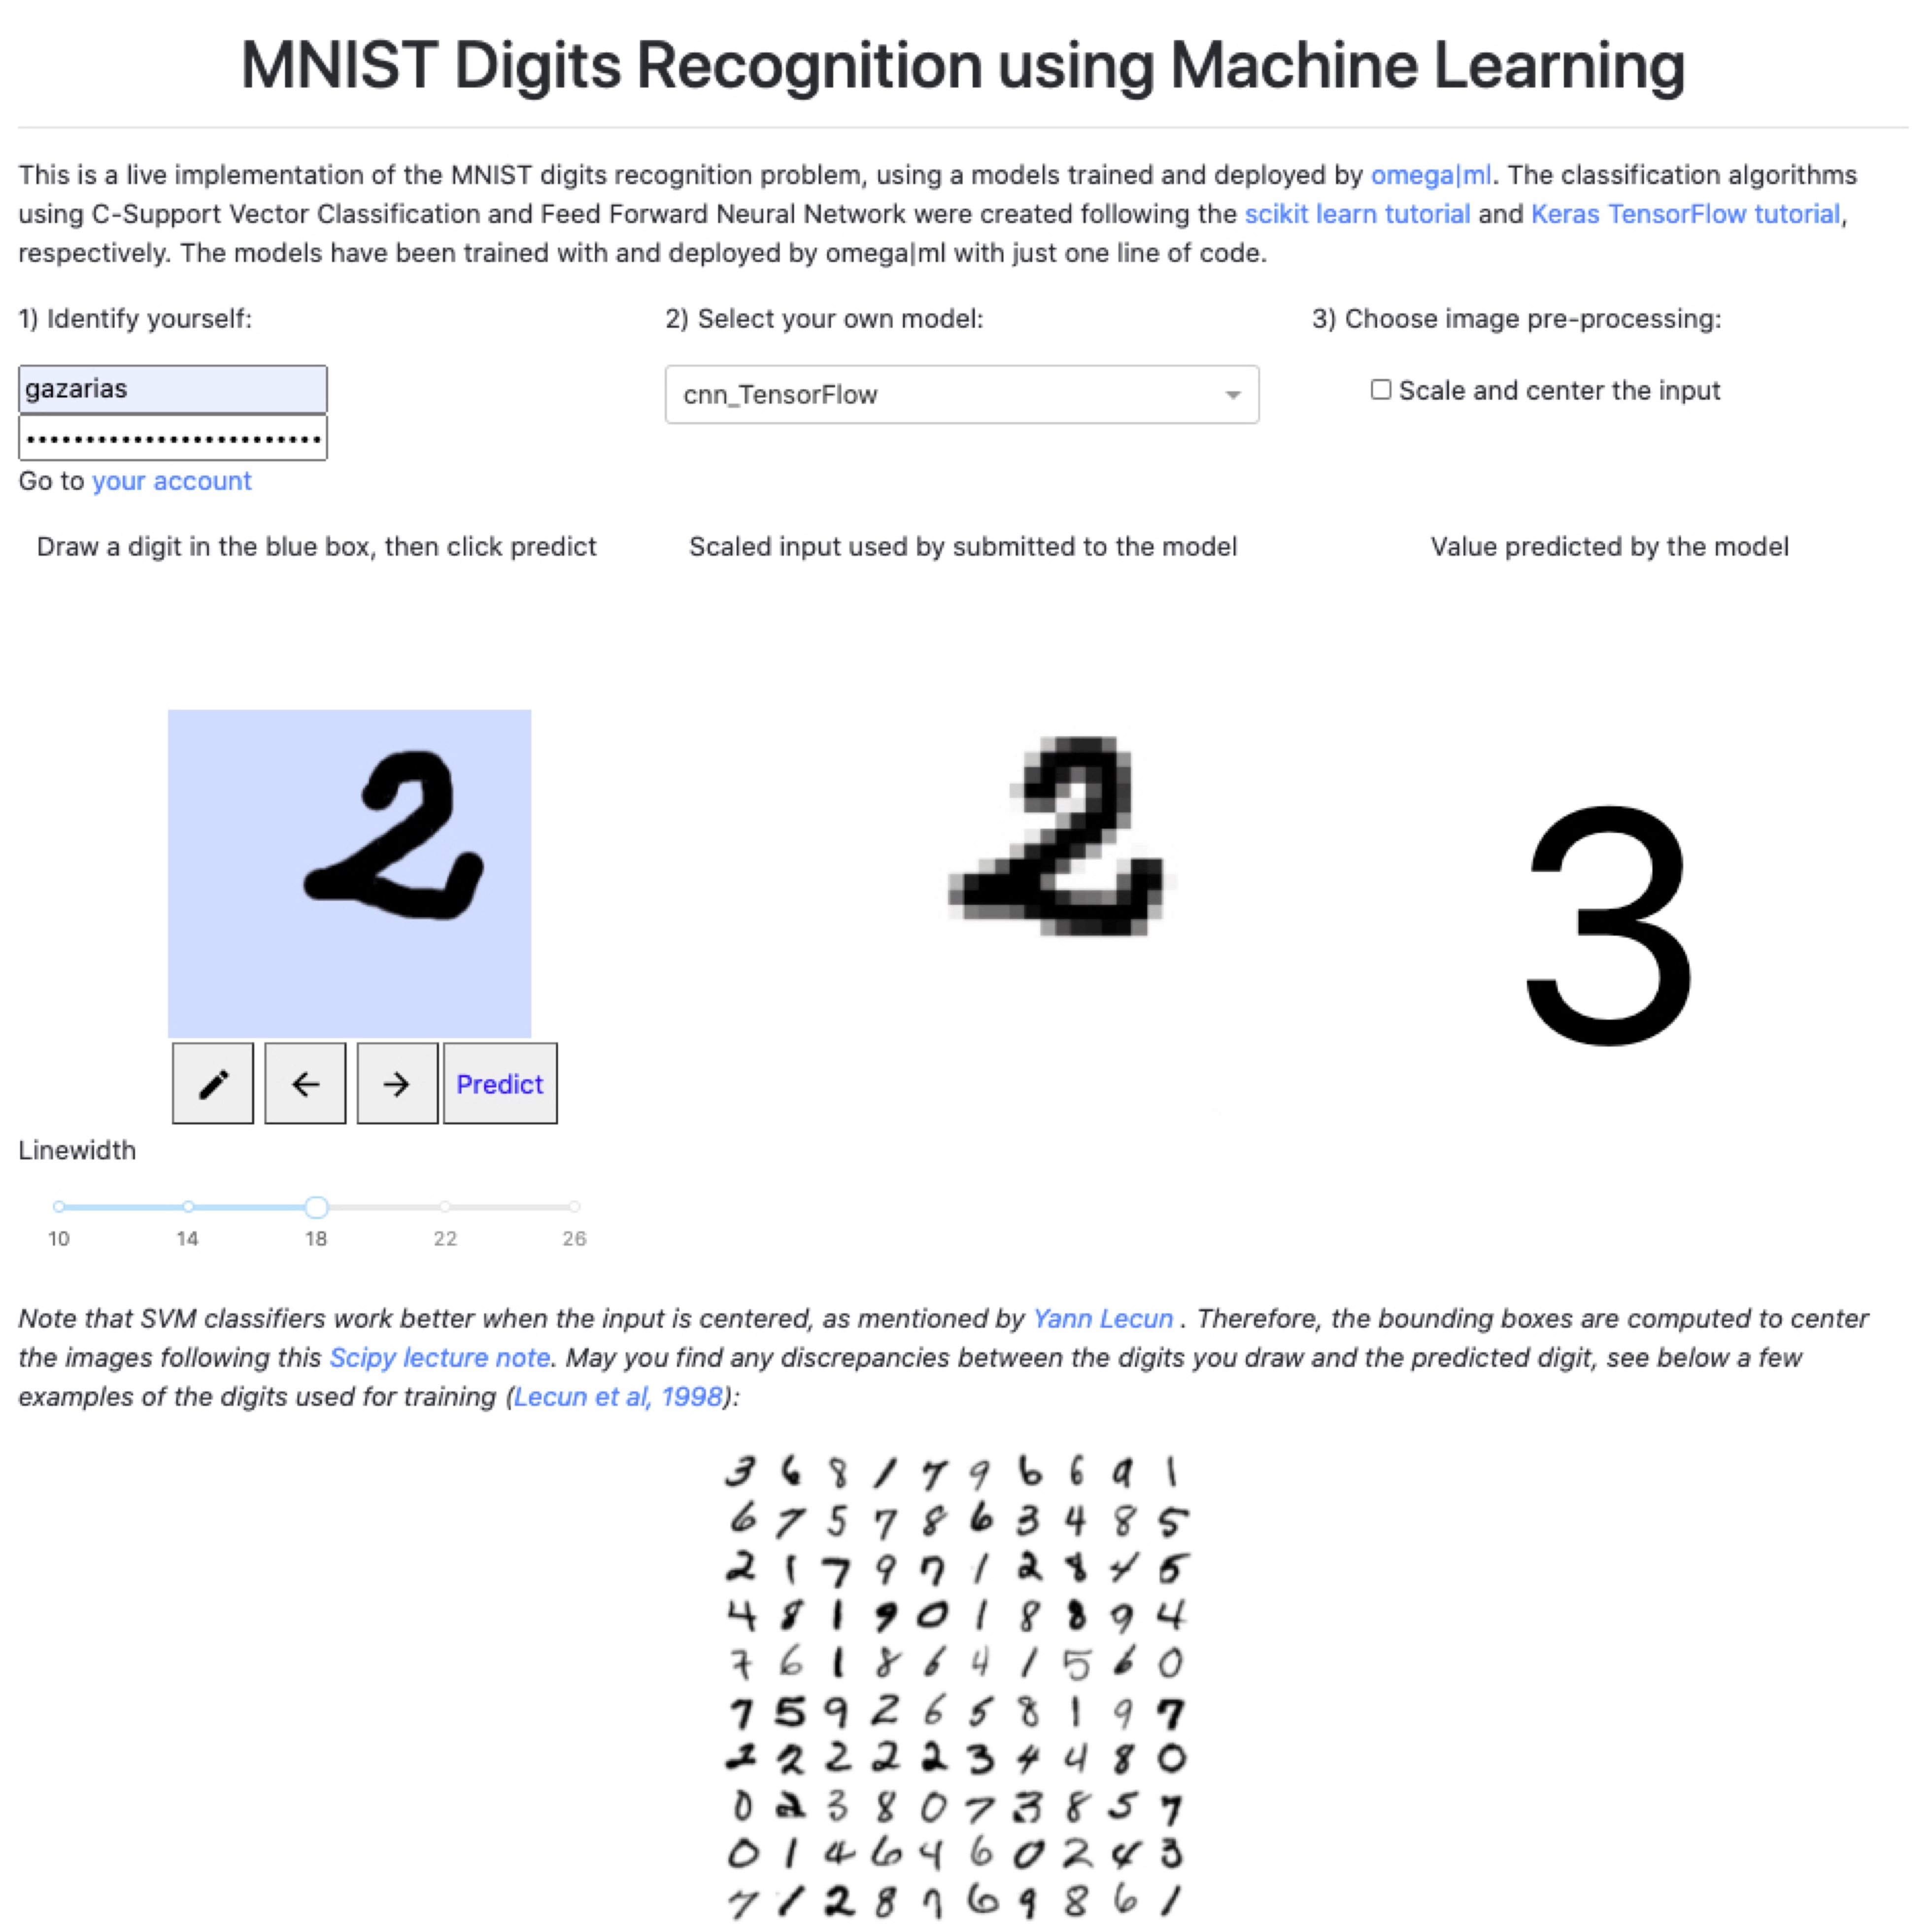 MNIST Digits Recognition using Machine Learning
This is a live implementation of the MNIST digits recognition problem, using a models trained and deployed by omega|ml. The classification algorithms
using C-Support Vector Classification and Feed Forward Neural Network were created following the scikit learn tutorial and Keras TensorFlow tutorial,
respectively. The models have been trained with and deployed by omega|ml with just one line of code.
1) Identify yourself:
2) Select your own model:
3) Choose image pre-processing:
gazarias
cnn_TensorFlow
Scale and center the input
Go to your account
Draw a digit in the blue box, then click predict
Scaled input used by submitted to the model
Value predicted by the model
2
2
3
Predict
Linewidth
10 14 18 22 26
Note that SVM classifiers work better when the input is centered, as mentioned by Yann Lecun . Therefore, the bounding boxes are computed to center
the images following this Scipy lecture note. May you find any discrepancies between the digits you draw and the predicted digit, see below a few
examples of the digits used for training (Lecun et al, 1998):
3 6 8 1 7 9 6 6 9 1
6 7 5 7 8 6 3 4 8 5
2 1 7 9 7 1 2 8 4 5
4 8 1 9 0 1 8 8 9 4
7 6 1 8 6 4 1 5 6 0
7 5 9 2 6 5 8 1 9 7
2 2 2 2 2 3 4 4 8 0
0 2 3 8 0 7 3 8 5 7
0 1 4 6 4 6 0 2 4 3
7 1 2 8 7 6 9 8 6 1